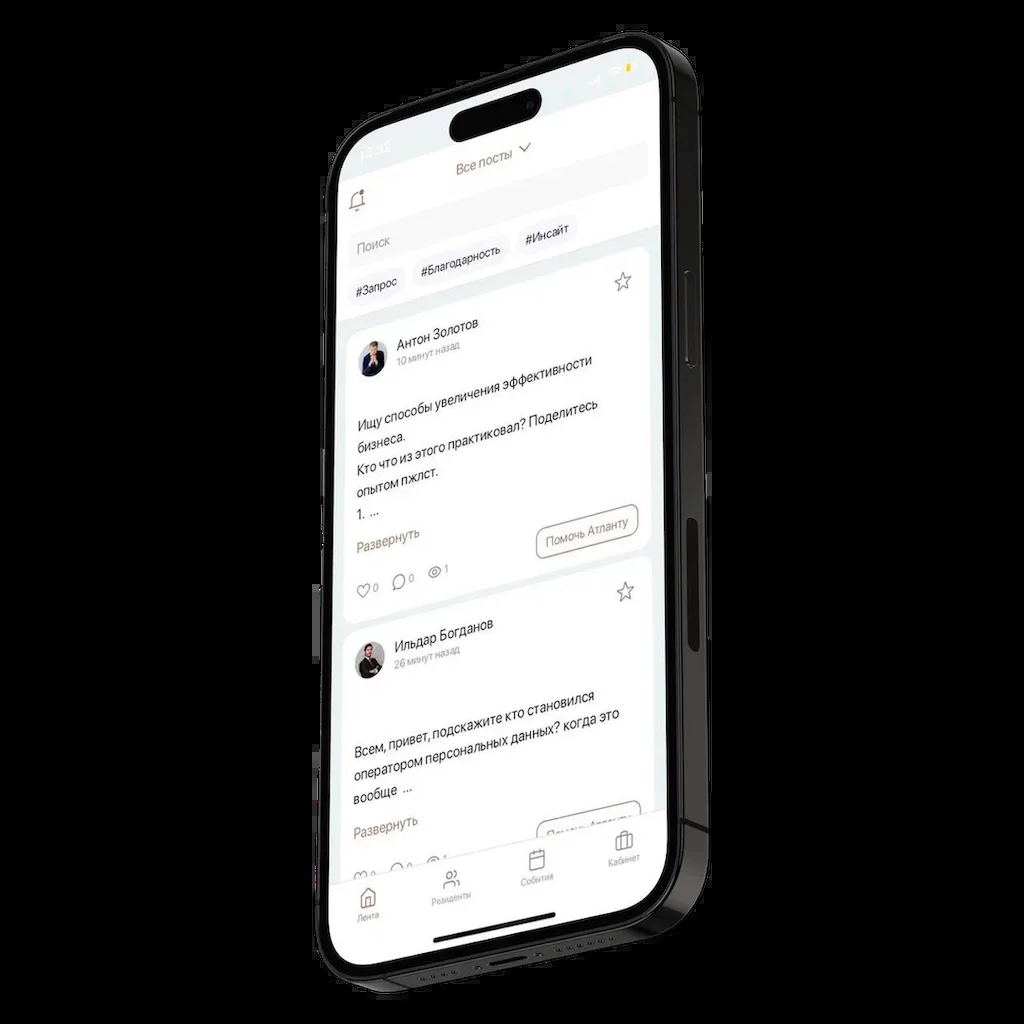 13:32
Все посты
Поиск
#Запрос
#Благодарность
#Инсайт
Антон Золотов
10 минут назад
Ищу способы увеличения эффективности
бизнеса.
Кто что из этого практиковал? Поделитесь
опытом пжлст.
1. ...
Развернуть
Помочь Атланту
0
0
1
Ильдар Богданов
26 минут назад
Всем, привет, подскажите кто становился
оператором персональных данных? когда это
вообще ...
Развернуть
Помочь Атланту
Лента
Резиденты
События
Кабинет